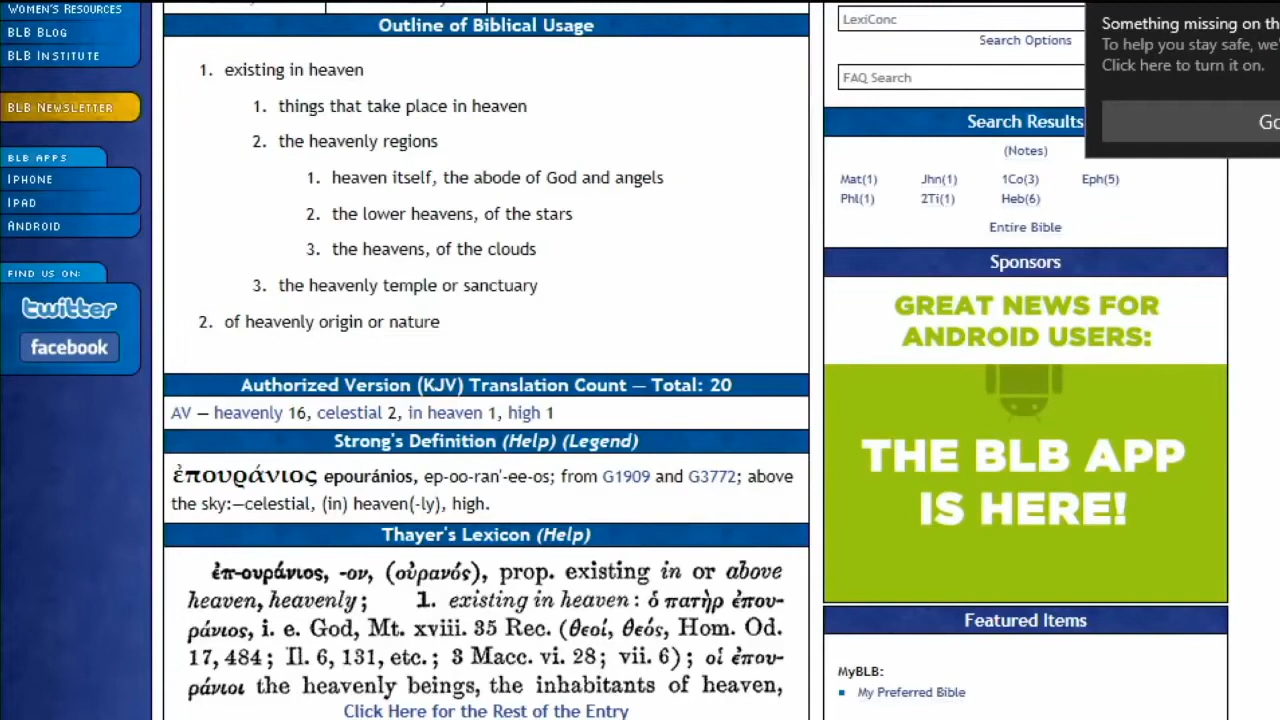 WOMEN'S RESOURCES
BLB BLOG
BLB INSTITUTE
BLB NEWSLETTER
BLB APPS
IPHONE
IPAD
ANDROID
FIND US ON:
twitter
facebook
Outline of Biblical Usage
1. existing in heaven
1. things that take place in heaven
2. the heavenly regions
1. heaven itself, the abode of God and angels
2. the lower heavens, of the stars
3. the heavens, of the clouds
3. the heavenly temple or sanctuary
2. of heavenly origin or nature
Authorized Version (KJV) Translation Count — Total: 20
AV — heavenly 16, celestial 2, in heaven 1, high 1
Strong's Definition (Help) (Legend)
ἐπουράνιος epouránios, ep-oo-ran'-ee-os; from G1909 and G3772; above
the sky:—celestial, (in) heaven(-ly), high.
Thayer's Lexicon (Help)
ἐπ-ουράνιος, -ον, (οὐρανός), prop. existing in or above
heaven, heavenly; 1. existing in heaven: ὁ πατὴρ ἐπου-
ράνιος, i. e. God, Mt. xviii. 35 Rec. (θεοί, θεός, Hom. Od.
17, 484; Il. 6, 131, etc.; 3 Macc. vi. 28; vii. 6); οἱ ἐπου-
ράνιοι the heavenly beings, the inhabitants of heaven,
Click Here for the Rest of the Entry
LexiConc
Search Options
FAQ Search
Search Results
(Notes)
Mat(1) Jhn(1) 1Co(3) Eph(5)
Phl(1) 2Ti(1) Heb(6)
Entire Bible
Sponsors
GREAT NEWS FOR
ANDROID USERS:
THE BLB APP
IS HERE!
Featured Items
MyBLB:
My Preferred Bible
Something missing on th
To help you stay safe, we'
Click here to turn it on.
Go